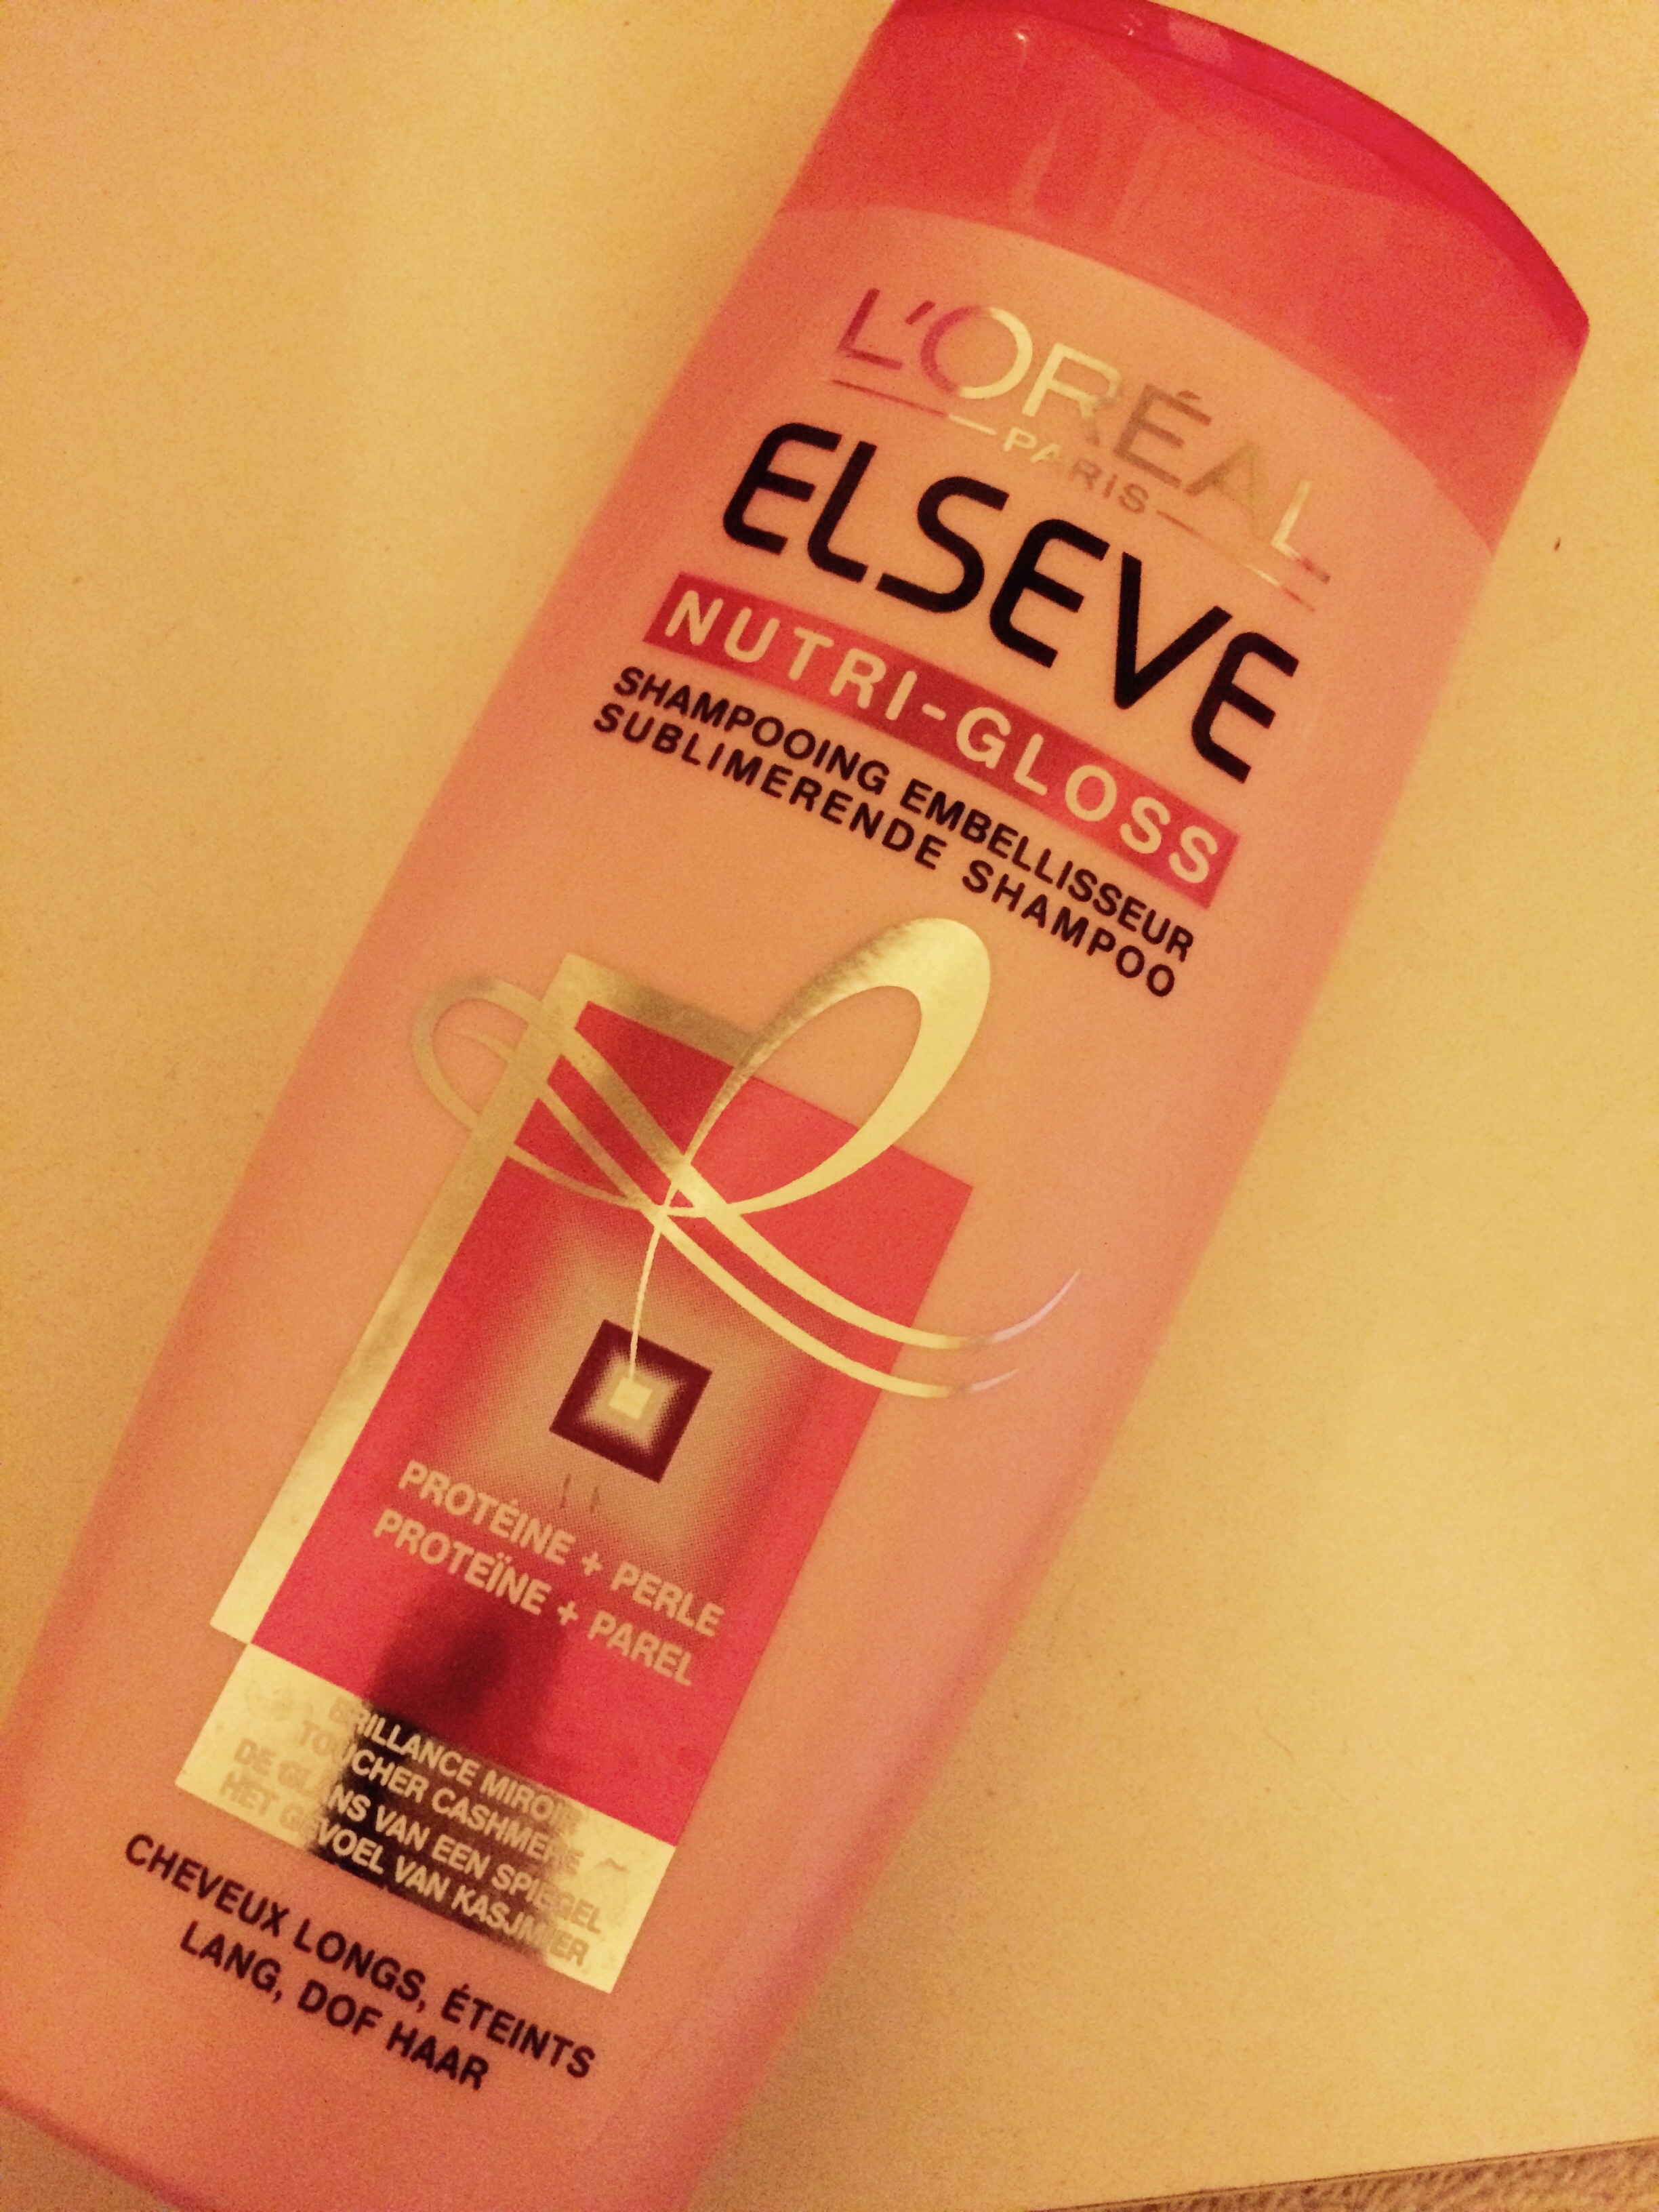 L'ORÉAL
PARIS
ELSEVE
NUTRI-GLOSS
SHAMPOOING EMBELLISSEUR
SUBLIMERENDE SHAMPOO
PROTÉINE + PERLE
PROTEÏNE + PAREL
BRILLANCE MIROIR
TOUCHER CASHMERE
DE GLANS VAN EEN SPIEGEL
HET GEVOEL VAN KASJMIER
CHEVEUX LONGS, ÉTEINTS
LANG, DOF HAAR